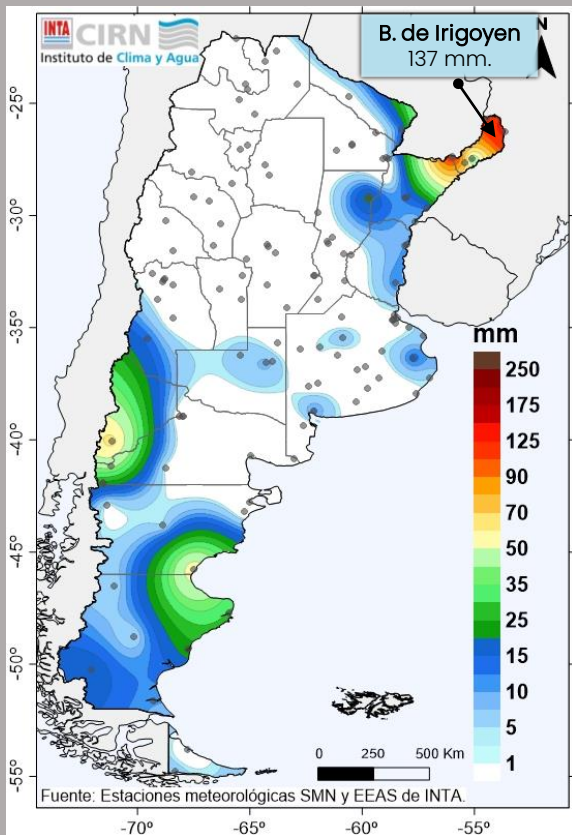 INTA CIRN
Instituto de Clima y Agua
B. de Irigoyen
137 mm.
N
-25°
-30°
-35°
-40°
-45°
-50°
-55°
mm
250
175
125
90
70
50
35
25
15
10
5
1
0 250 500 Km
Fuente: Estaciones meteorológicas SMN y EEAS de INTA.
-70° -65° -60° -55°